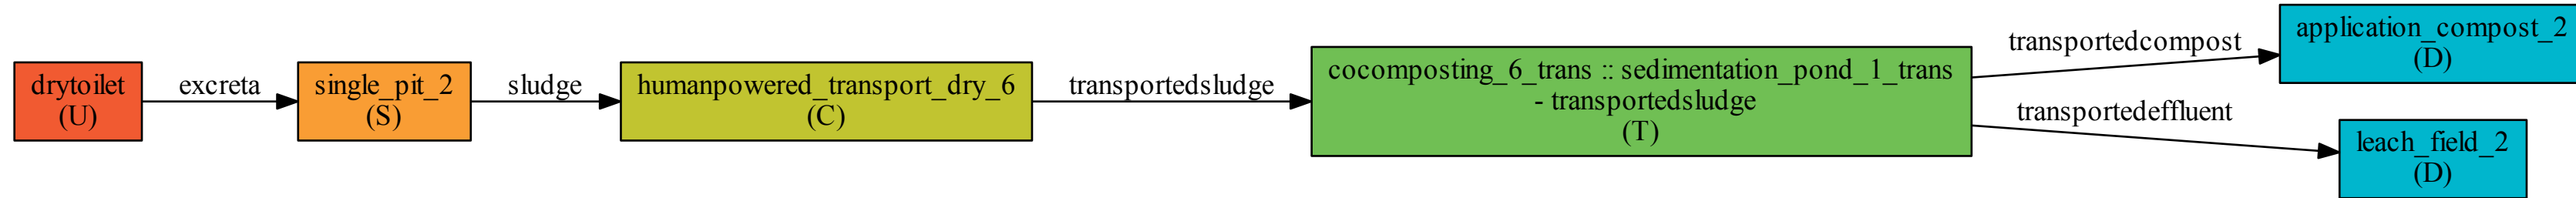 drytoilet
(U)
excreta
single_pit_2
(S)
sludge
humanpowered_transport_dry_6
(C)
transportedsludge
cocomposting_6_trans :: sedimentation_pond_1_trans
- transportedsludge
(T)
transportedcompost
application_compost_2
(D)
transportedeffluent
leach_field_2
(D)